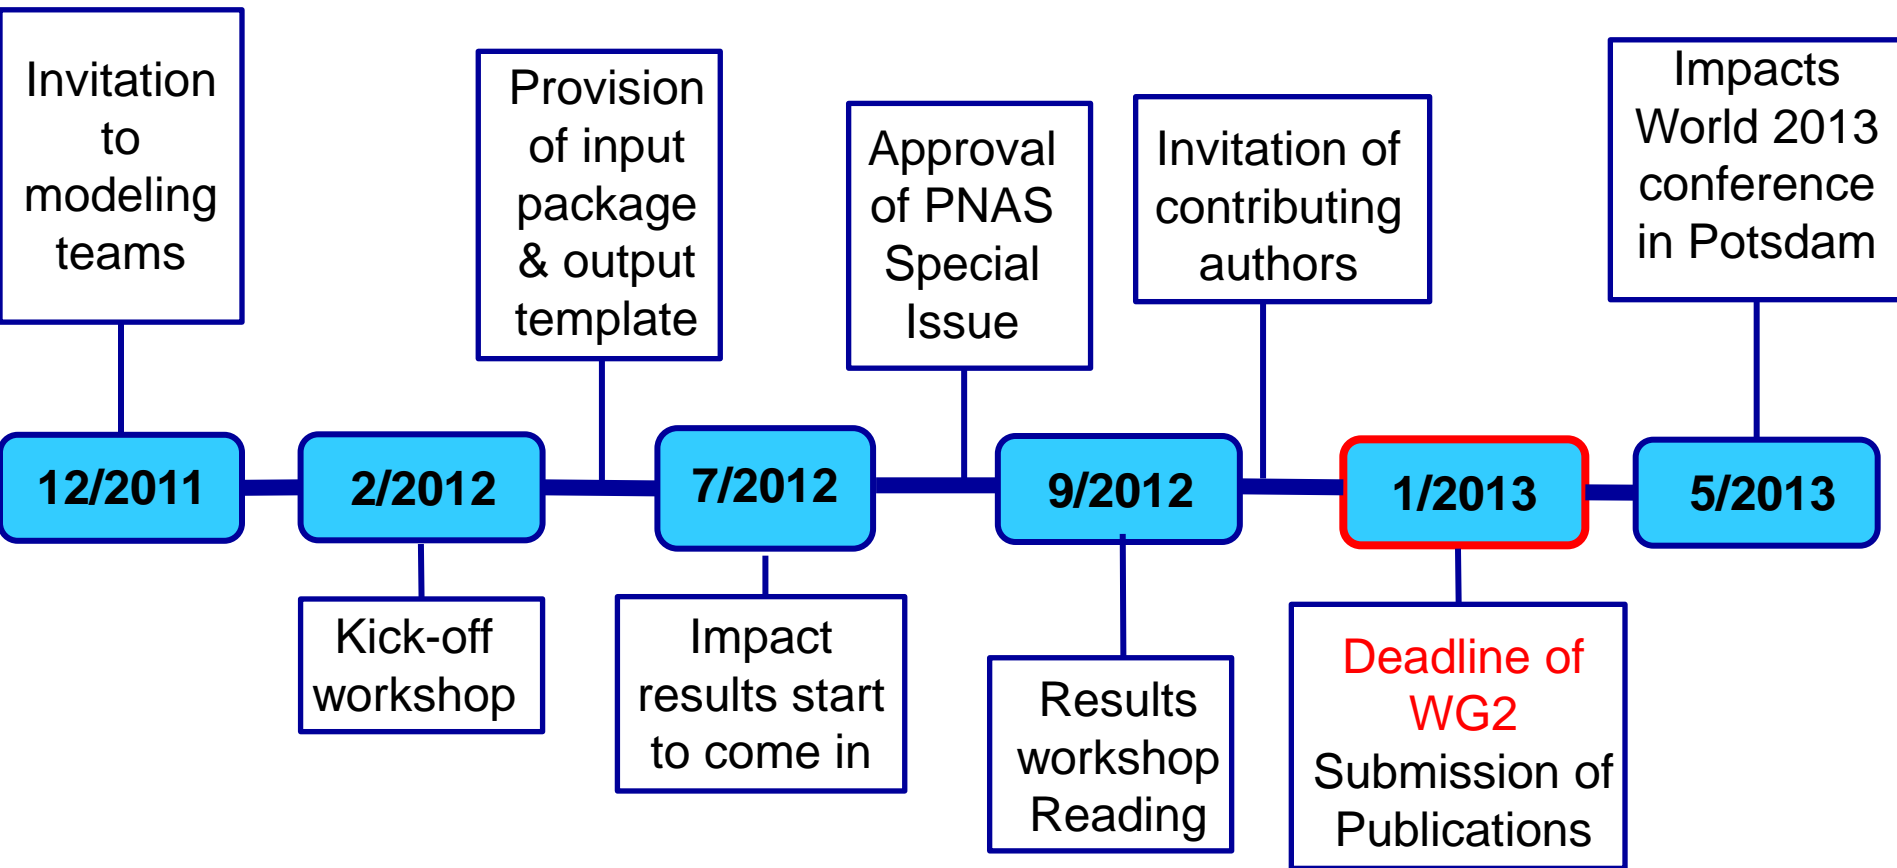 Invitation
to
modeling
teams
Provision
of input
package
& output
template
Approval
of PNAS
Special
Issue
Invitation of
contributing
authors
Impacts
World 2013
conference
in Potsdam
12/2011
2/2012
7/2012
9/2012
1/2013
5/2013
Kick-off
workshop
Impact
results start
to come in
Results
workshop
Reading
Deadline of
WG2
Submission of
Publications